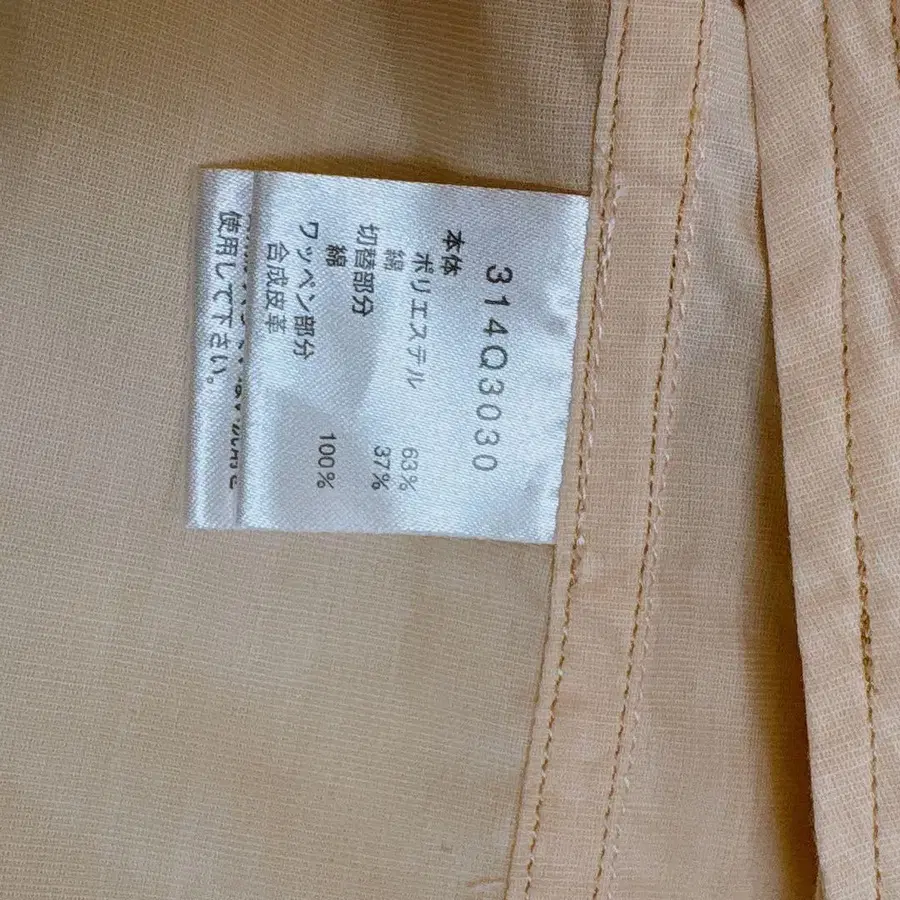 314Q3030
本体
ポリエステル 63%
綿 37%
切替部分
綿 100%
ワッペン部分
合成皮革
使用して下さい。